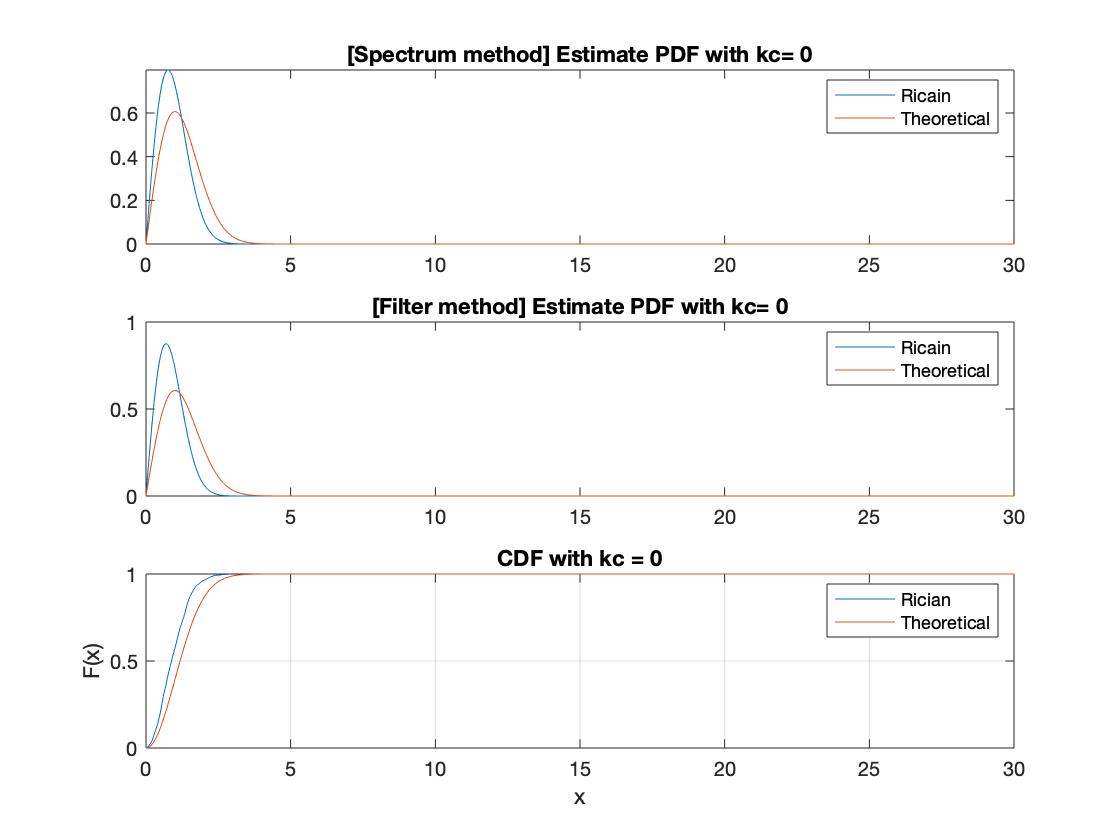 [Spectrum method] Estimate PDF with kc= 0
0.6
0.4
0.2
0
Ricain
Theoretical
0 5 10 15 20 25 30
[Filter method] Estimate PDF with kc= 0
1
0.5
0
Ricain
Theoretical
0 5 10 15 20 25 30
CDF with kc = 0
1
0.5
0
F(x)
Rician
Theoretical
0 5 10 15 20 25 30
x